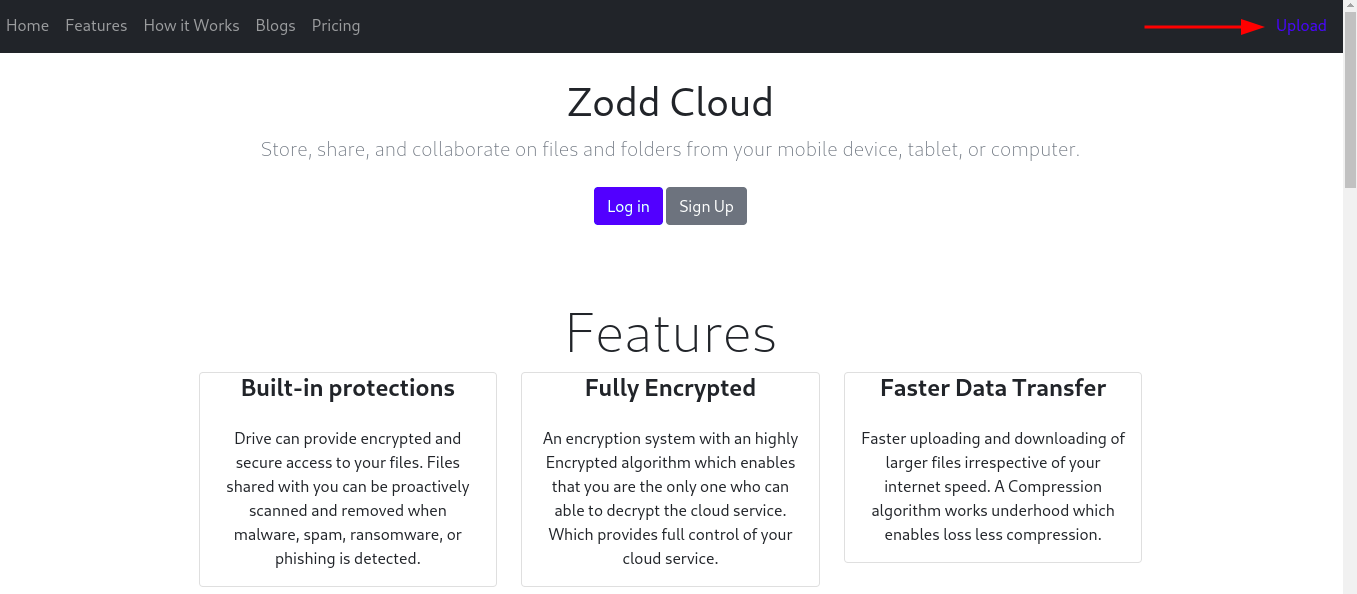 Home Features How it Works Blogs Pricing Upload
Zodd Cloud
Store, share, and collaborate on files and folders from your mobile device, tablet, or computer.
Log in Sign Up
Features
Built-in protections
Drive can provide encrypted and
secure access to your files. Files
shared with you can be proactively
scanned and removed when
malware, spam, ransomware, or
phishing is detected.
Fully Encrypted
An encryption system with an highly
Encrypted algorithm which enables
that you are the only one who can
able to decrypt the cloud service.
Which provides full control of your
cloud service.
Faster Data Transfer
Faster uploading and downloading of
larger files irrespective of your
internet speed. A Compression
algorithm works underhood which
enables loss less compression.